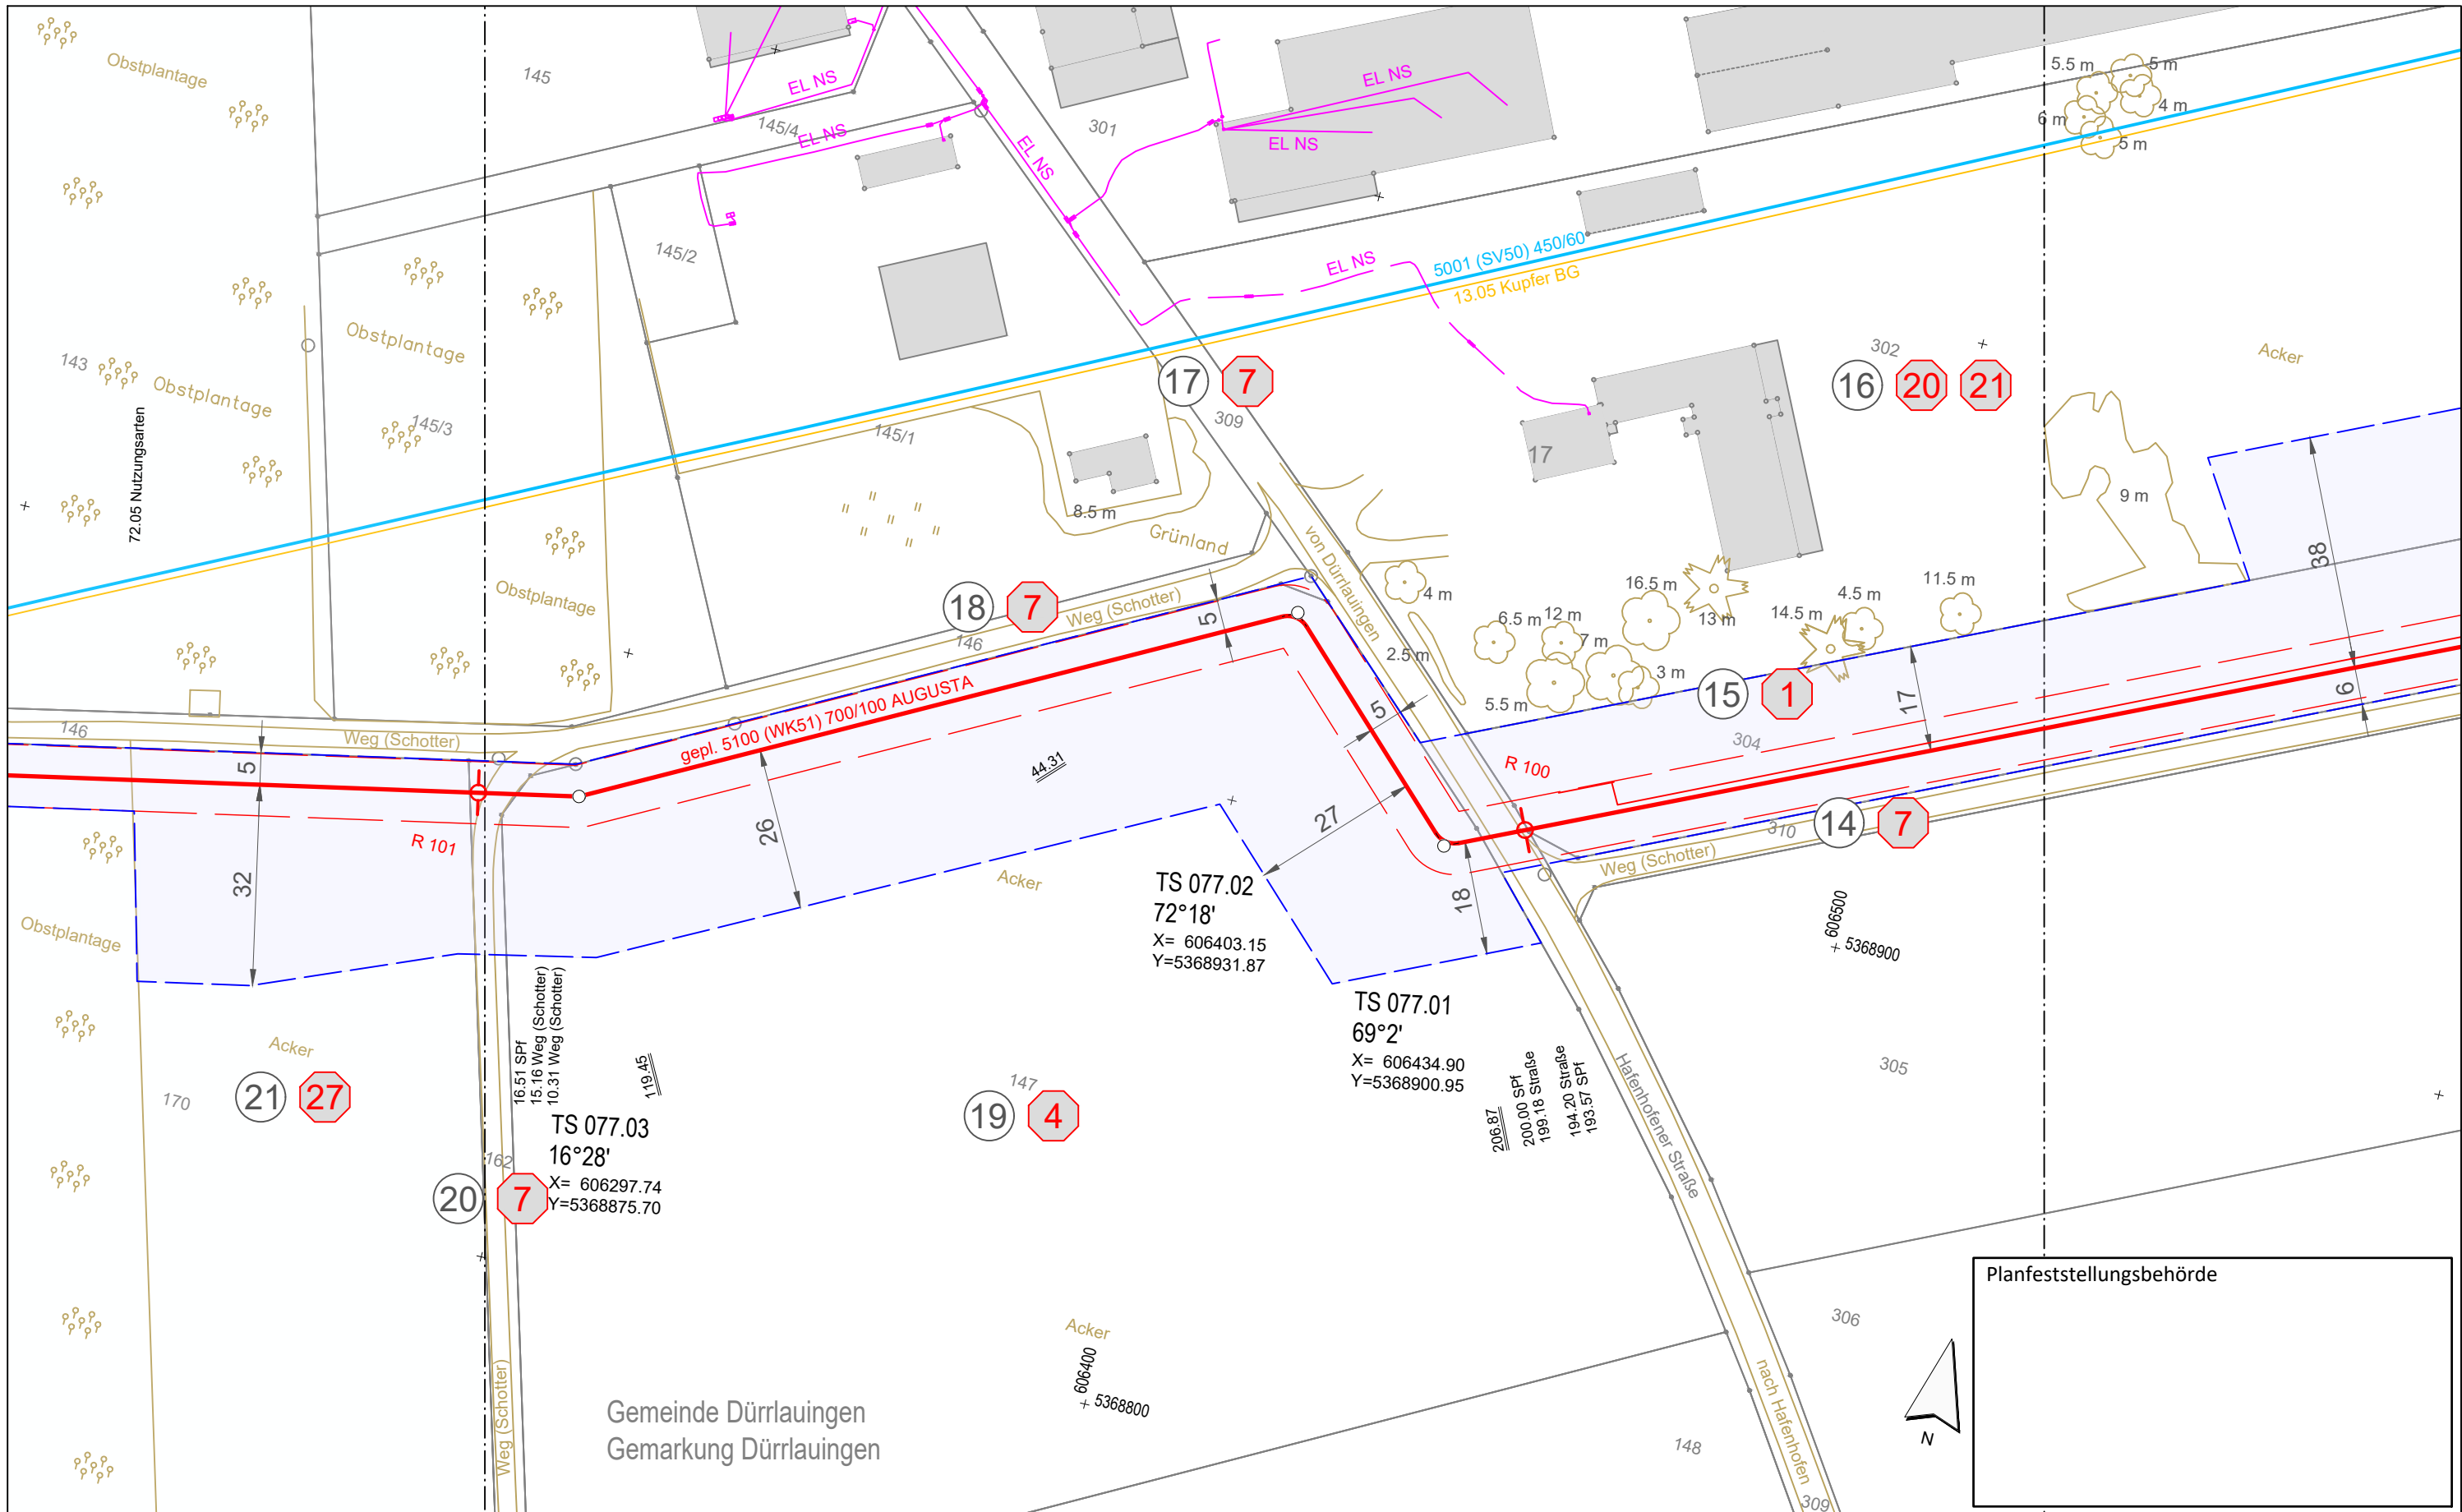 Obstplantage
145
EL NS
145/4
EL NS
EL NS
301
EL NS
EL NS
5.5 m
5 m
4 m
6 m
5 m
145/2
EL NS
5001 (SV50) 450/60
13.05 Kupfer BG
Obstplantage
143
Obstplantage
72.05 Nutzungsarten
145/3
145/1
17
7
309
302
16
20
21
Acker
17
8.5 m
Grünland
9 m
38
von Dürrlauingen
Obstplantage
18
7
Weg (Schotter)
146
5
4 m
6.5 m
12 m
7 m
16.5 m
13 m
14.5 m
4.5 m
11.5 m
2.5 m
3 m
5.5 m
15
1
17
9
304
146
Weg (Schotter)
5
gepl. 5100 (WK51) 700/100 AUGUSTA
44.31
5
R 100
R 101
26
27
32
310
14
7
Weg (Schotter)
18
Acker
Obstplantage
TS 077.02
72°18'
X= 606403.15
Y=5368931.87
606500
5368900
TS 077.01
69°2'
X= 606434.90
Y=5368900.95
16.51 SPf
15.16 Weg (Schotter)
10.31 Weg (Schotter)
119.45
Acker
170
21
27
147
19
4
206.87
200.00 SPf
199.18 Straße
194.20 Straße
193.57 SPf
Hafenhofener Straße
305
TS 077.03
16°28'
X= 606297.74
Y=5368875.70
162
20
7
Planfeststellungsbehörde
306
N
Acker
606400
5368800
nach Hafenhofen
Weg (Schotter)
Gemeinde Dürrlauingen
Gemarkung Dürrlauingen
148
309